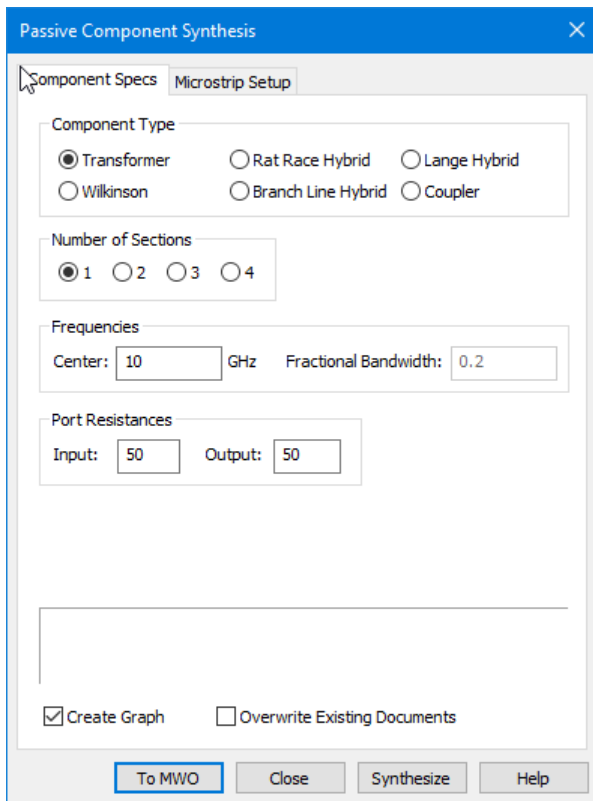 Passive Component Synthesis
Component Specs Microstrip Setup
Component Type
Transformer Rat Race Hybrid Lange Hybrid
Wilkinson Branch Line Hybrid Coupler
Number of Sections
1 2 3 4
Frequencies
Center: 10 GHz Fractional Bandwidth: 0.2
Port Resistances
Input: 50 Output: 50
Create Graph Overwrite Existing Documents
To MWO Close Synthesize Help